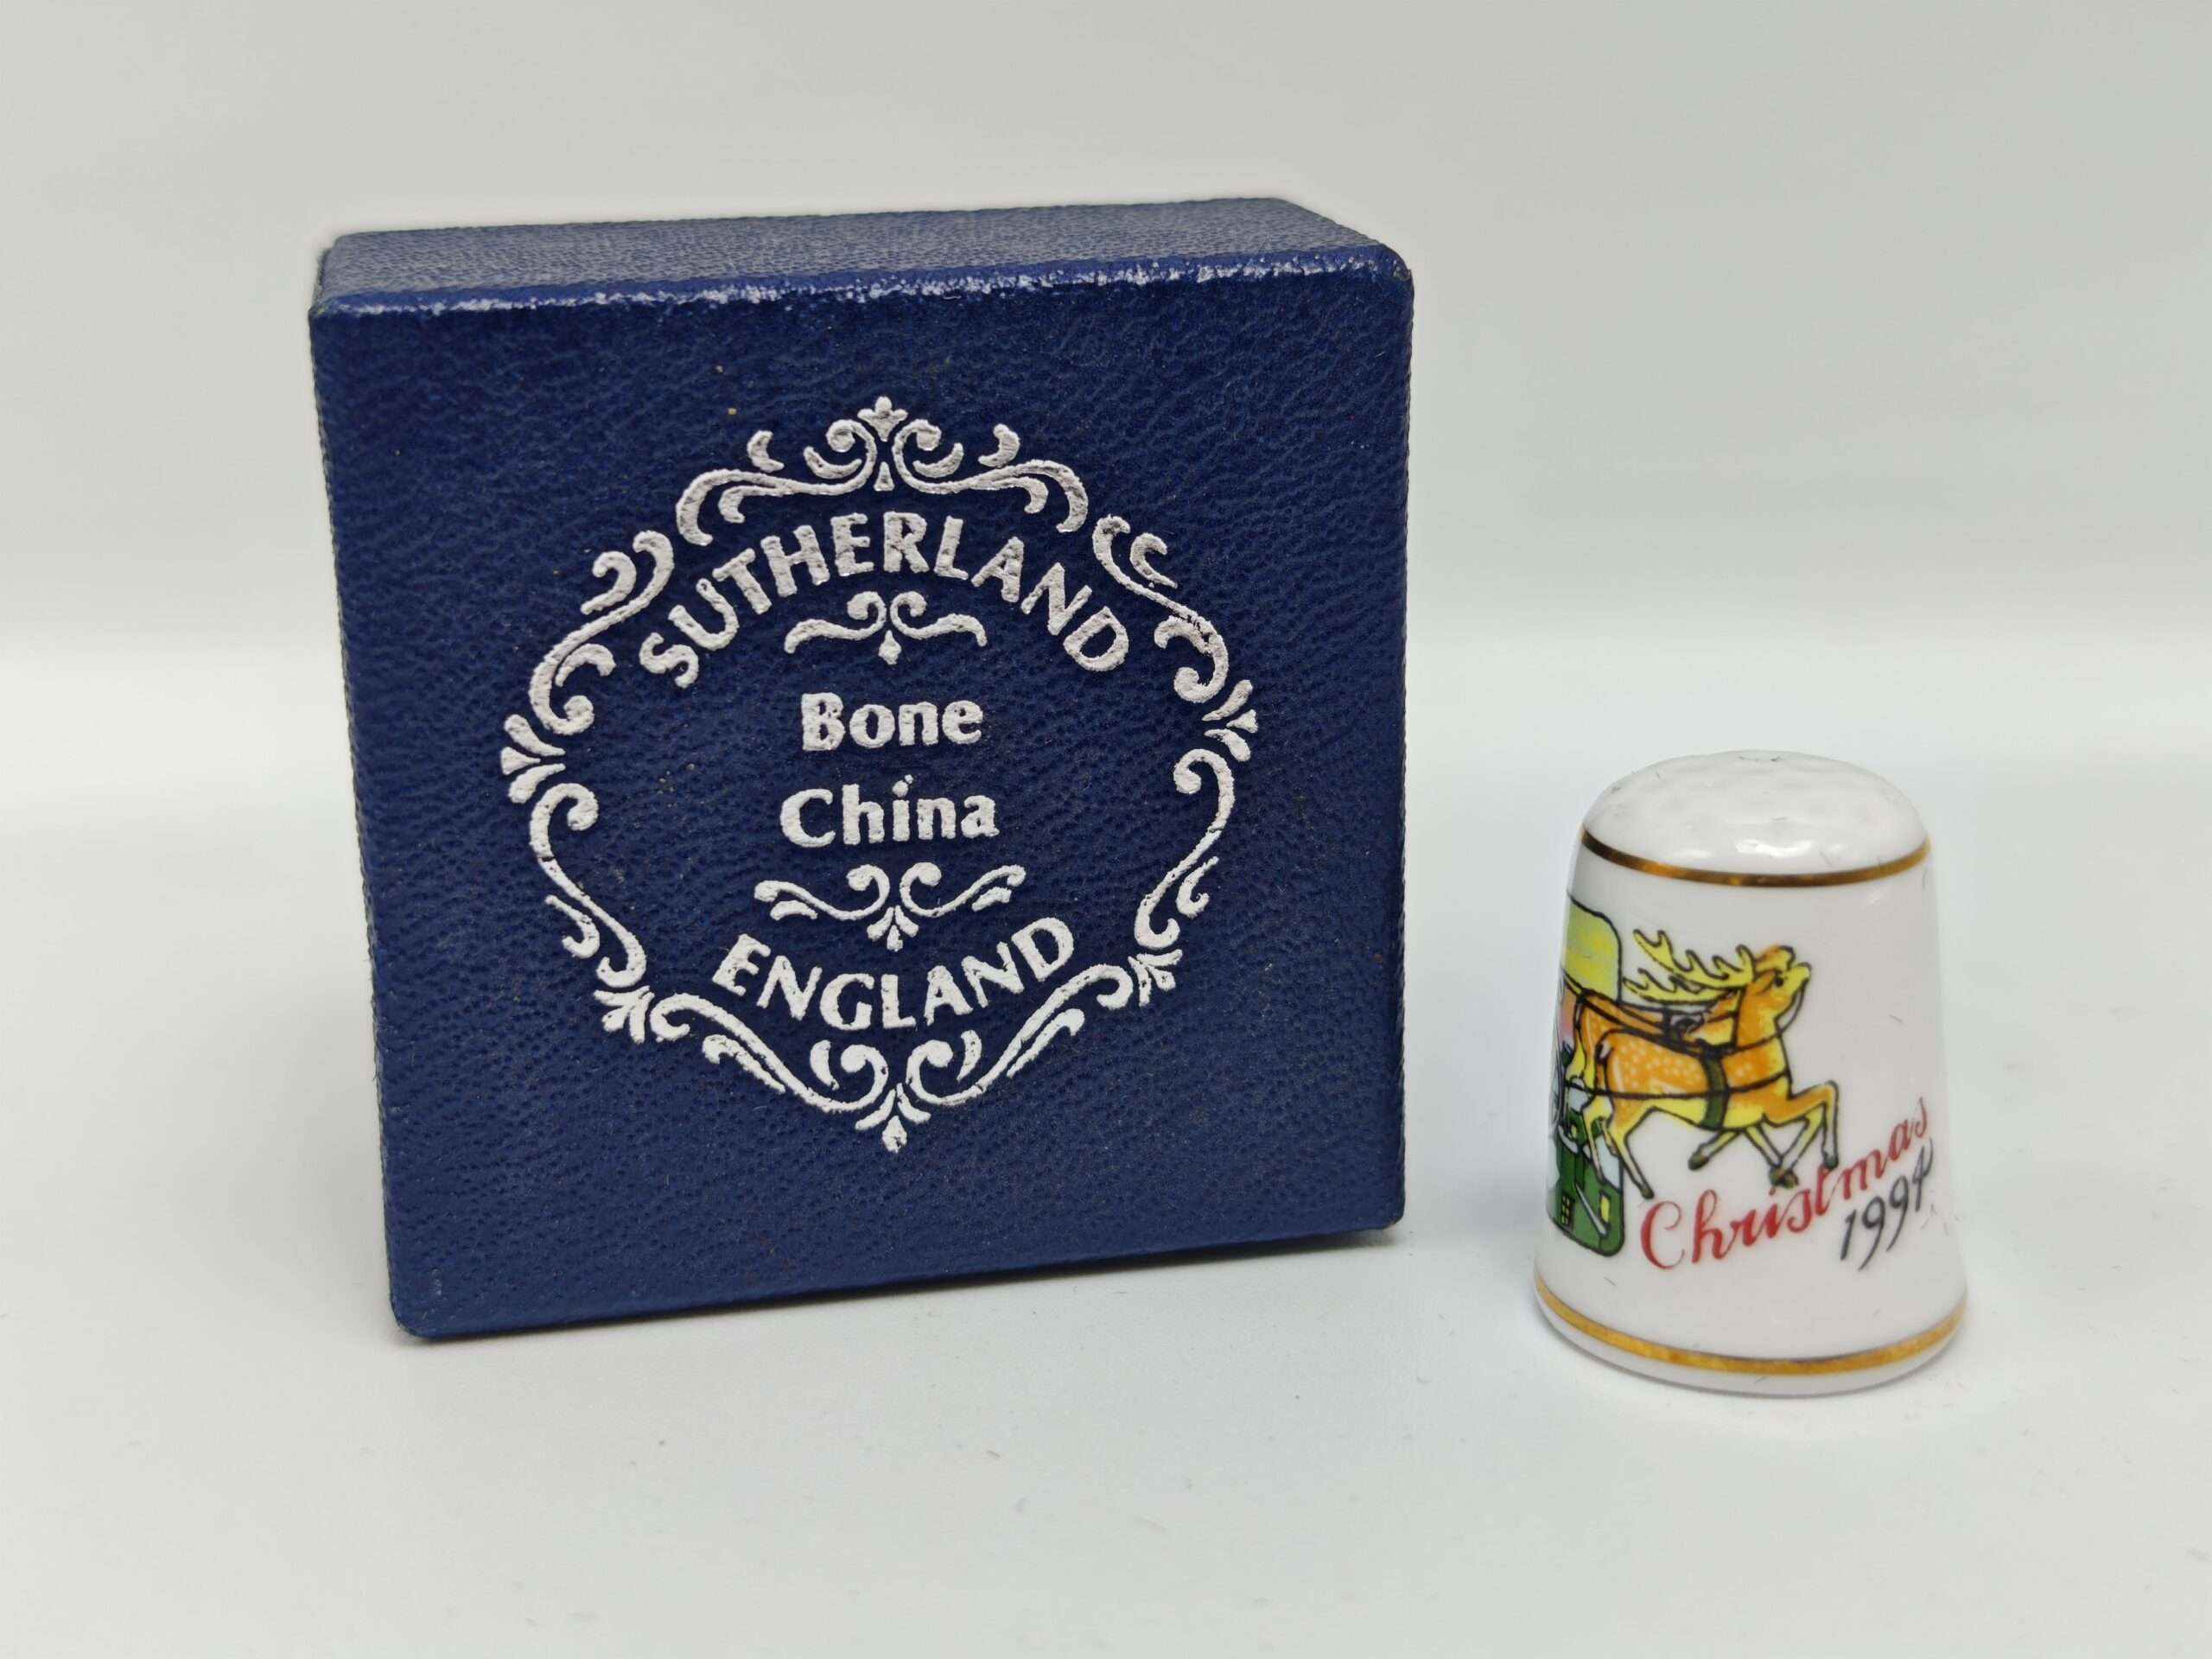 SUTHERLAND
Bone
China
ENGLAND
Christmas
1994